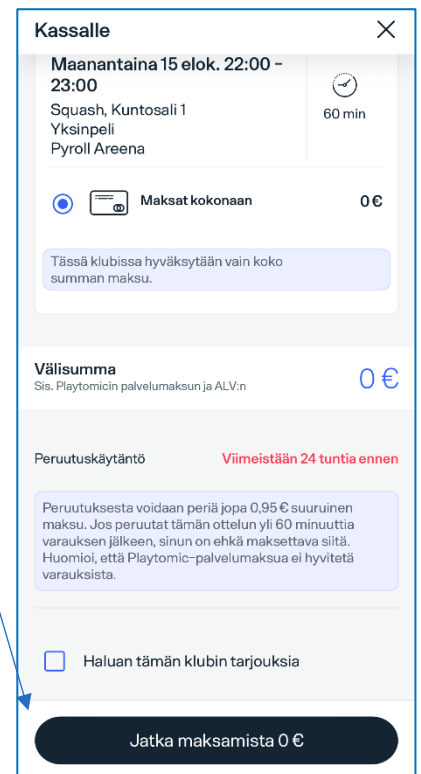 Kassalle
Maanantaina 15 elok. 22:00 -
23:00
Squash, Kuntosali 1
Yksinpeli
Pyroll Areena
60 min
Maksat kokonaan 0 €
Tässä klubissa hyväksytään vain koko
summan maksu.
Välisumma
Sis. Playtomicin palvelumaksun ja ALV:n
0 €
Peruutuskäytäntö Viimeistään 24 tuntia ennen
Peruutuksesta voidaan periä jopa 0,95 € suuruinen
maksu. Jos peruutat tämän ottelun yli 60 minuuttia
varauksen jälkeen, sinun on ehkä maksettava siitä.
Huomioi, että Playtomic-palvelumaksua ei hyvitetä
varauksista.
Haluan tämän klubin tarjouksia
Jatka maksamista 0 €